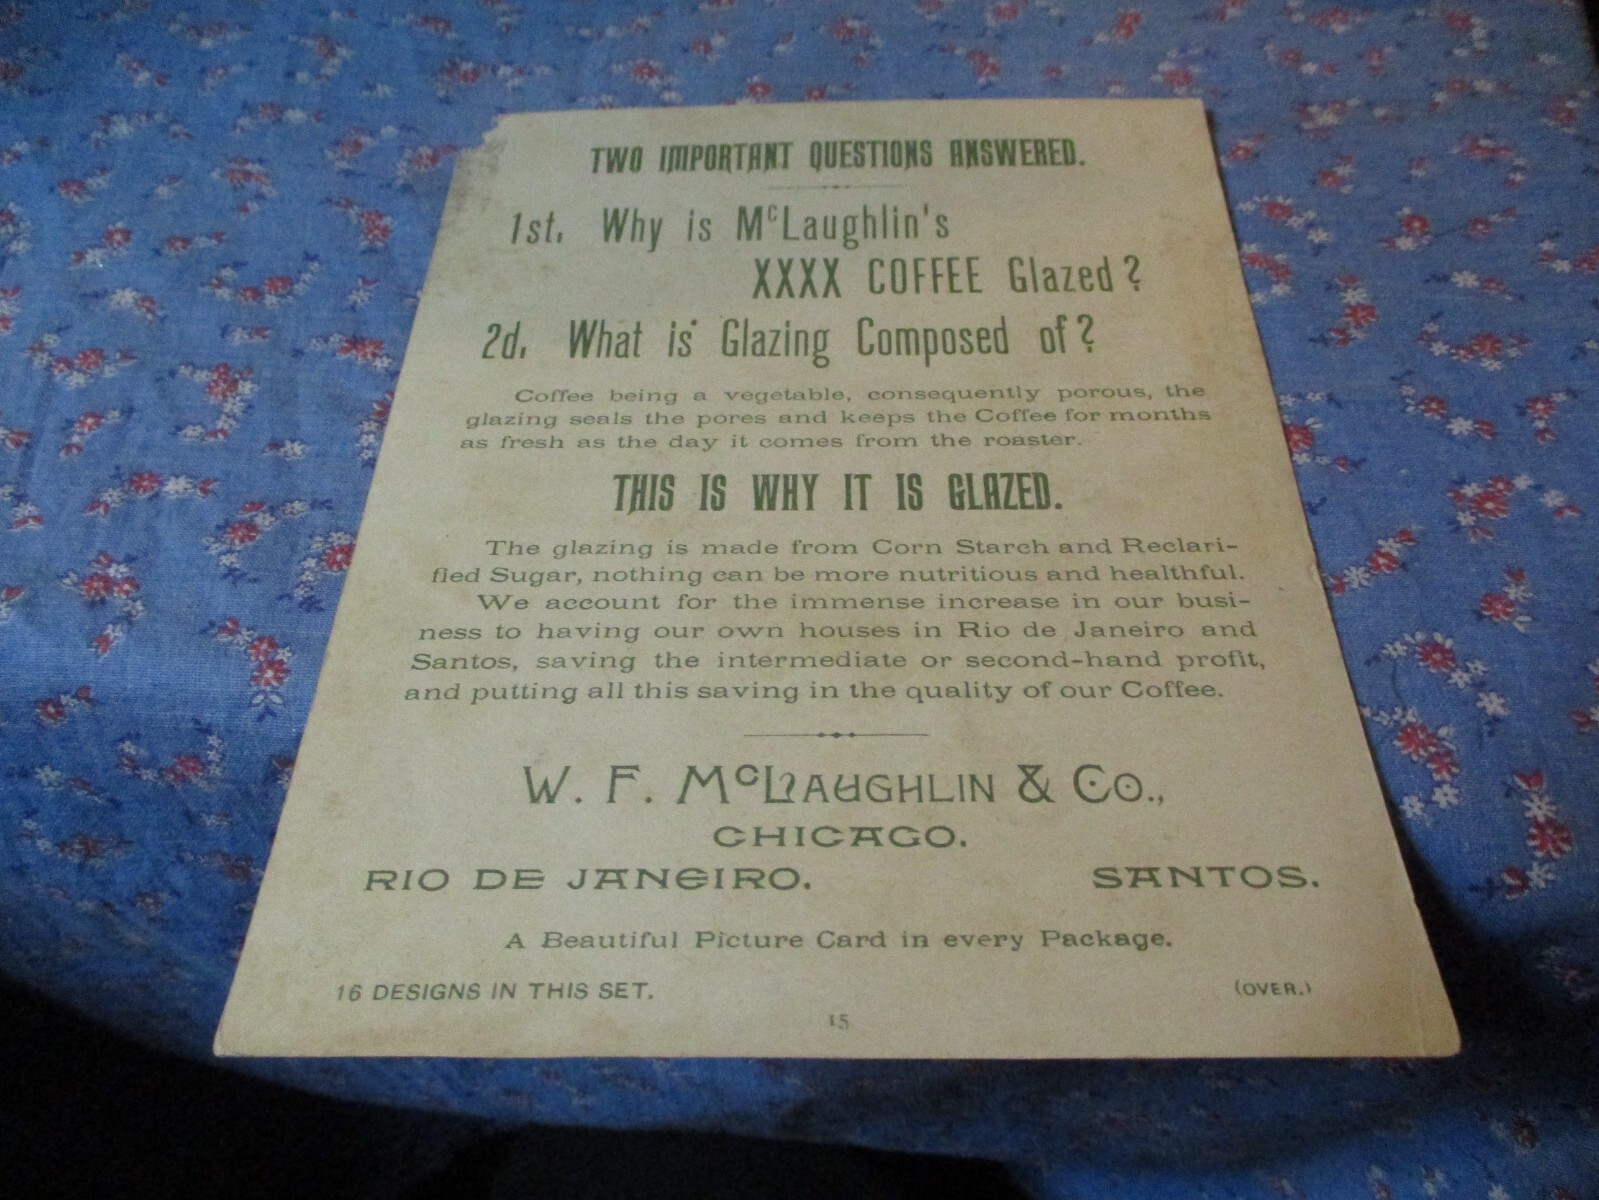 TWO IMPORTANT QUESTIONS ANSWERED.
1st. Why is McLaughlin's
XXXX COFFEE Glazed?
2d. What is Glazing Composed of?
Coffee being a vegetable, consequently porous, the
glazing seals the pores and keeps the Coffee for months
as fresh as the day it comes from the roaster.
THIS IS WHY IT IS GLAZED.
The glazing is made from Corn Starch and Reclari-
fied Sugar, nothing can be more nutritious and healthful.
We account for the immense increase in our busi-
ness to having our own houses in Rio de Janeiro and
Santos, saving the intermediate or second-hand profit,
and putting all this saving in the quality of our Coffee.
W. F. McLAUGHLIN & Co.,
CHICAGO.
RIO DE JANEIRO. SANTOS.
A Beautiful Picture Card in every Package.
16 DESIGNS IN THIS SET. (OVER.)
15